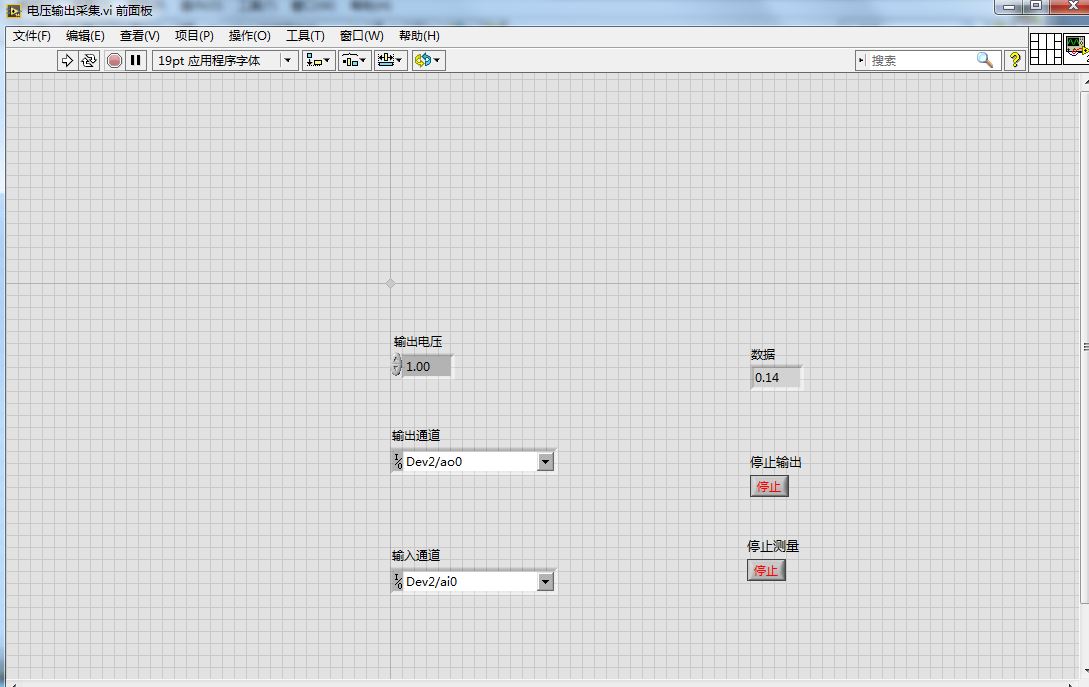 电压输出采集.vi 前面板
文件(F) 编辑(E) 查看(V) 项目(P) 操作(O) 工具(T) 窗口(W) 帮助(H)
19pt 应用程序字体 搜索 ?
输出电压
1.00
数据
0.14
输出通道
Dev2/ao0
停止输出
停止
停止测量
停止
输入通道
Dev2/ai0